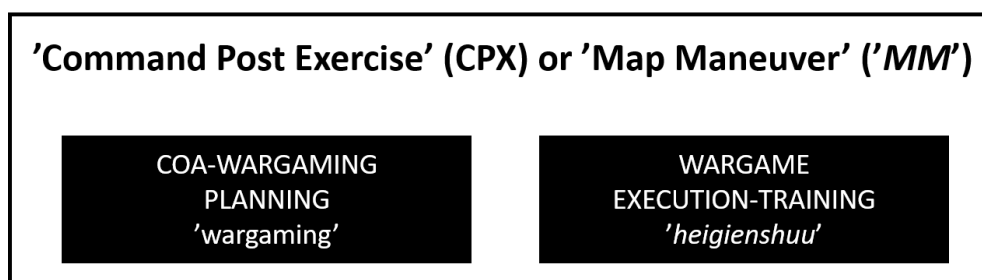 ’Command Post Exercise’ (CPX) or ’Map Maneuver’ (’MM’)
COA-WARGAMING
PLANNING
’wargaming’
WARGAME
EXECUTION-TRAINING
’heigienshuu’